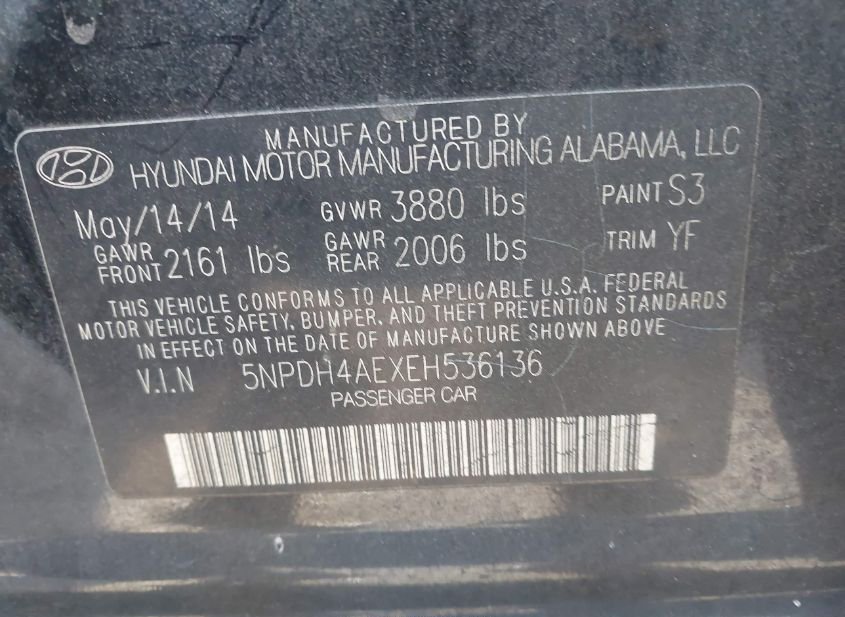 MANUFACTURED BY
HYUNDAI MOTOR MANUFACTURING ALABAMA, LLC
May/14/14 GVWR 3880 lbs PAINT S3
GAWR FRONT 2161 lbs GAWR REAR 2006 lbs TRIM YF
THIS VEHICLE CONFORMS TO ALL APPLICABLE U.S.A. FEDERAL
MOTOR VEHICLE SAFETY, BUMPER, AND THEFT PREVENTION STANDARDS
IN EFFECT ON THE DATE OF MANUFACTURE SHOWN ABOVE
V.I.N 5NPDH4AEXEH536136
PASSENGER CAR